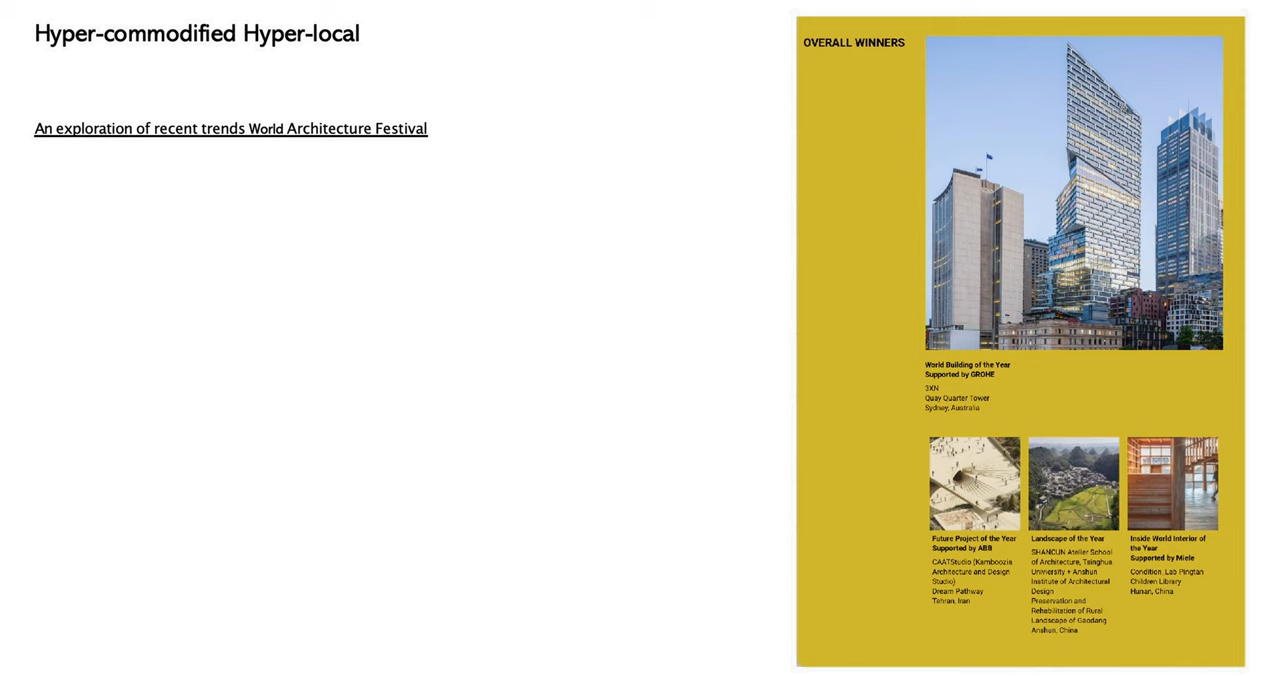 Hyper-commodified Hyper-local
An exploration of recent trends World Architecture Festival
OVERALL WINNERS
World Building of the Year
Supported by GROHE
3XN
Quay Quarter Tower
Sydney, Australia
Future Project of the Year
Supported by ABB
CAATStudio (Kamboozia
Architecture and Design
Studio)
Dream Pathway
Tehran, Iran
Landscape of the Year
SHANCUN Atelier School
of Architecture, Tsinghua
Univiersity + Anshun
Institute of Architectural
Design
Preservation and
Rehabilitation of Rural
Landscape of Gaodang
Anshun, China
Inside World Interior of
the Year
Supported by Miele
Condition_Lab Pingtan
Children Library
Hunan, China